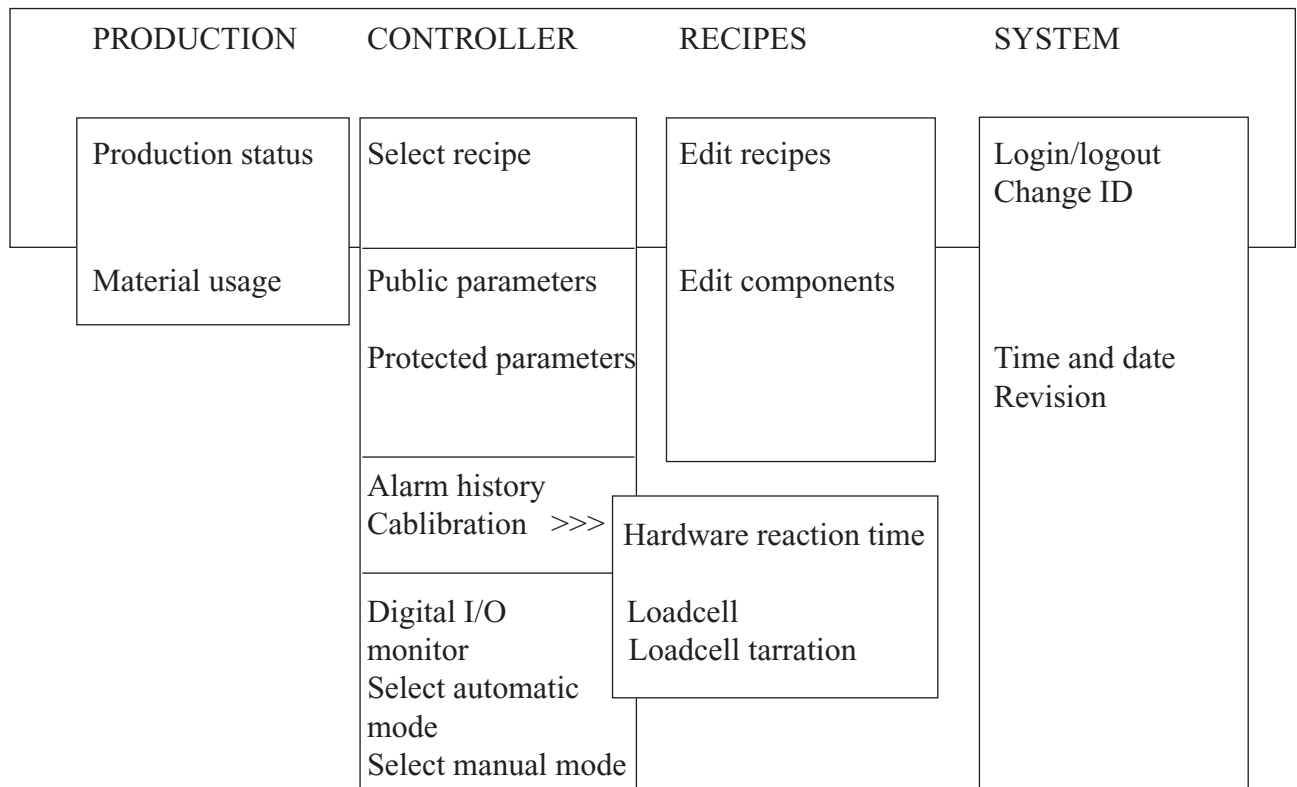 PRODUCTION
CONTROLLER
RECIPES
SYSTEM
Production status
Material usage
Select recipe
Public parameters
Protected parameters
Alarm history
Cablibration >>>
Digital I/O
monitor
Select automatic
mode
Select manual mode
Edit recipes
Edit components
Hardware reaction time
Loadcell
Loadcell tarration
Login/logout
Change ID
Time and date
Revision